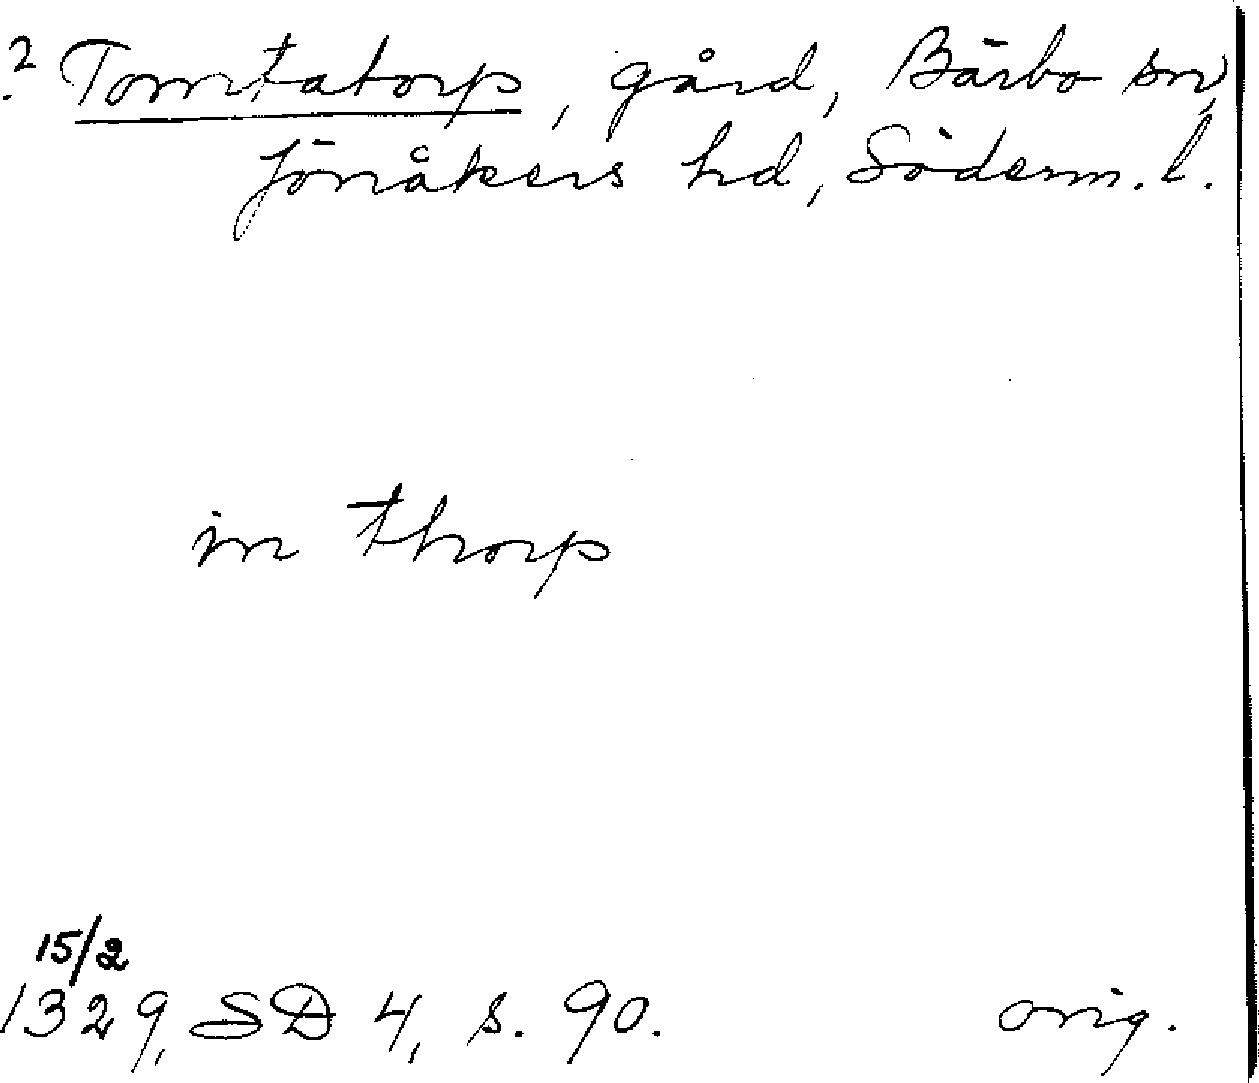 ? Tomtatorp, gård, Bärbo sn,
Jönåkers hd, Söderm. l.
in thorp
15/2
1329, SD 4, s. 90. orig.